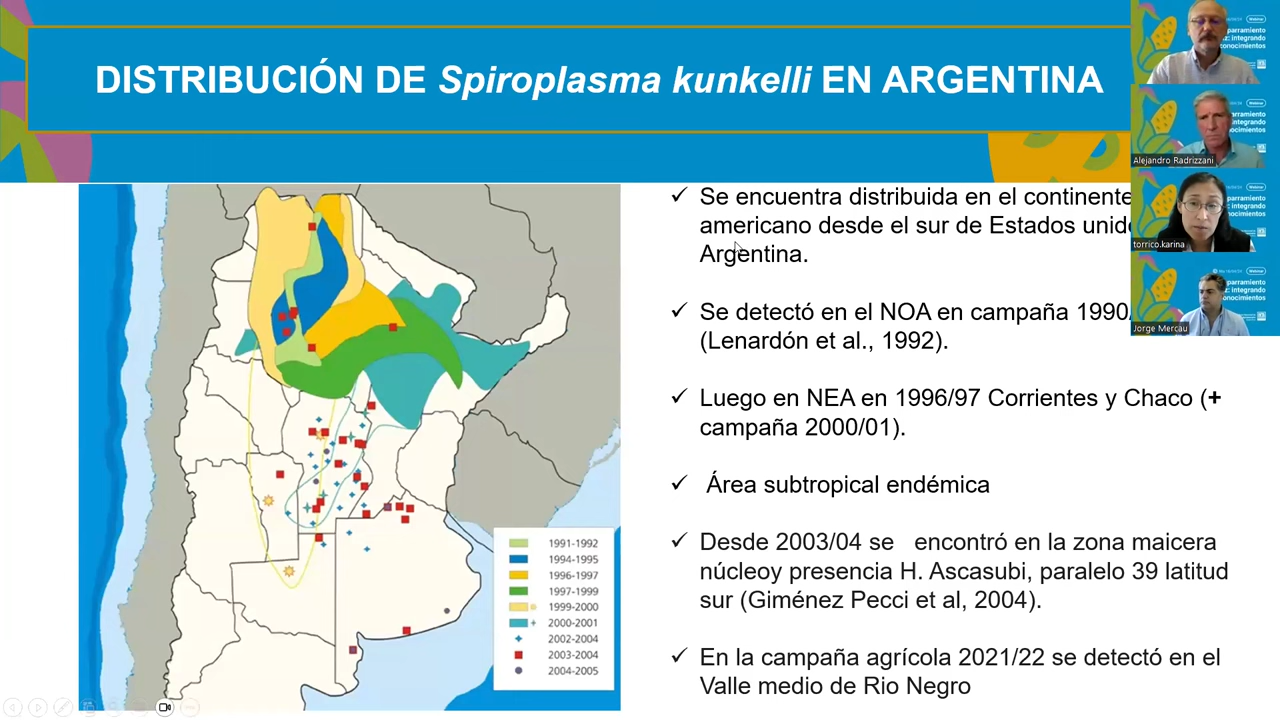 DISTRIBUCIÓN DE Spiroplasma kunkelli EN ARGENTINA
Se encuentra distribuida en el continente
americano desde el sur de Estados
Argentina.
Se detectó en el NOA en campaña
(Lenardón et al., 1992).
Luego en NEA en 1996/97 Corrientes y Chaco (+
campaña 2000/01).
Área subtropical endémica
Desde 2003/04 se encontró en la zona maicera
núcleoy presencia H. Ascasubi, paralelo 39 latitud
sur (Giménez Pecci et al, 2004).
En la campaña agrícola 2021/22 se detectó en el
Valle medio de Rio Negro
1991-1992
1994-1995
1996-1997
1997-1999
1999-2000
2000-2001
2002-2004
2003-2004
2004-2005
Alejandro Radrizzani
torrico.karina
Jorge Mercau